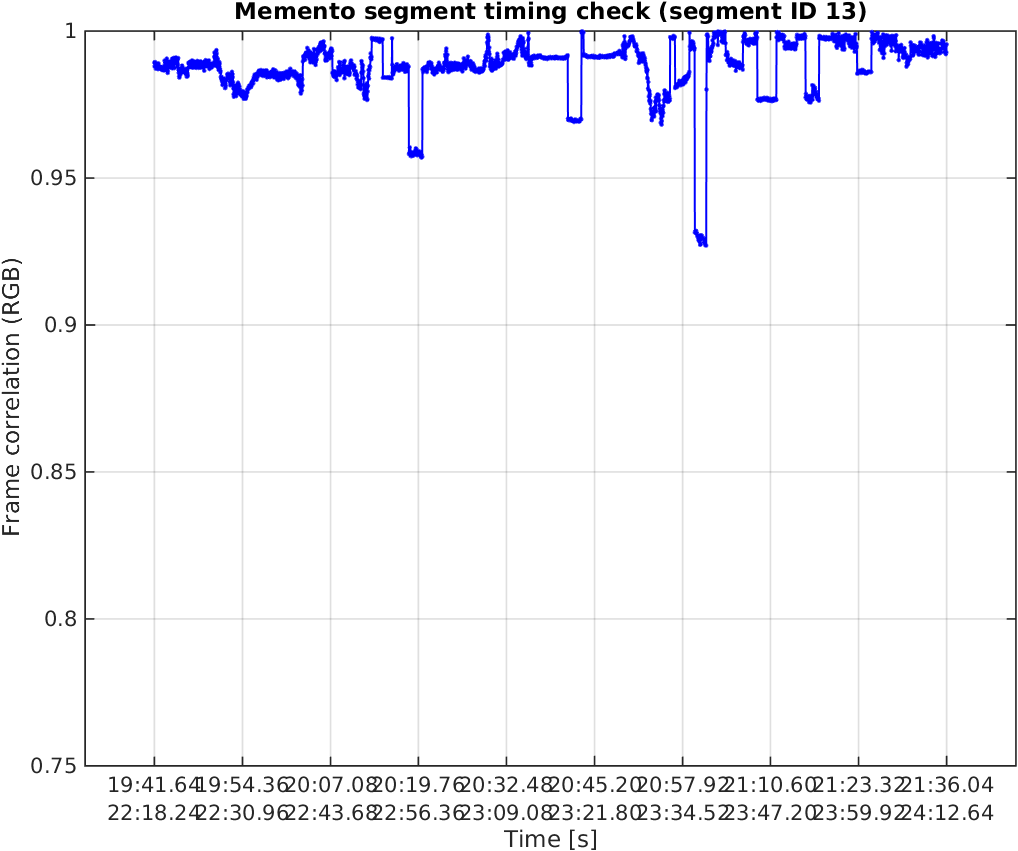 Memento segment timing check (segment ID 13)
1
0.95
0.9
0.85
0.8
0.75
Frame correlation (RGB)
19:41.64 19:54.36 20:07.08 20:19.76 20:32.48 20:45.20 20:57.92 21:10.60 21:23.32 21:36.04
22:18.24 22:30.96 22:43.68 22:56.36 23:09.08 23:21.80 23:34.52 23:47.20 23:59.92 24:12.64
Time [s]